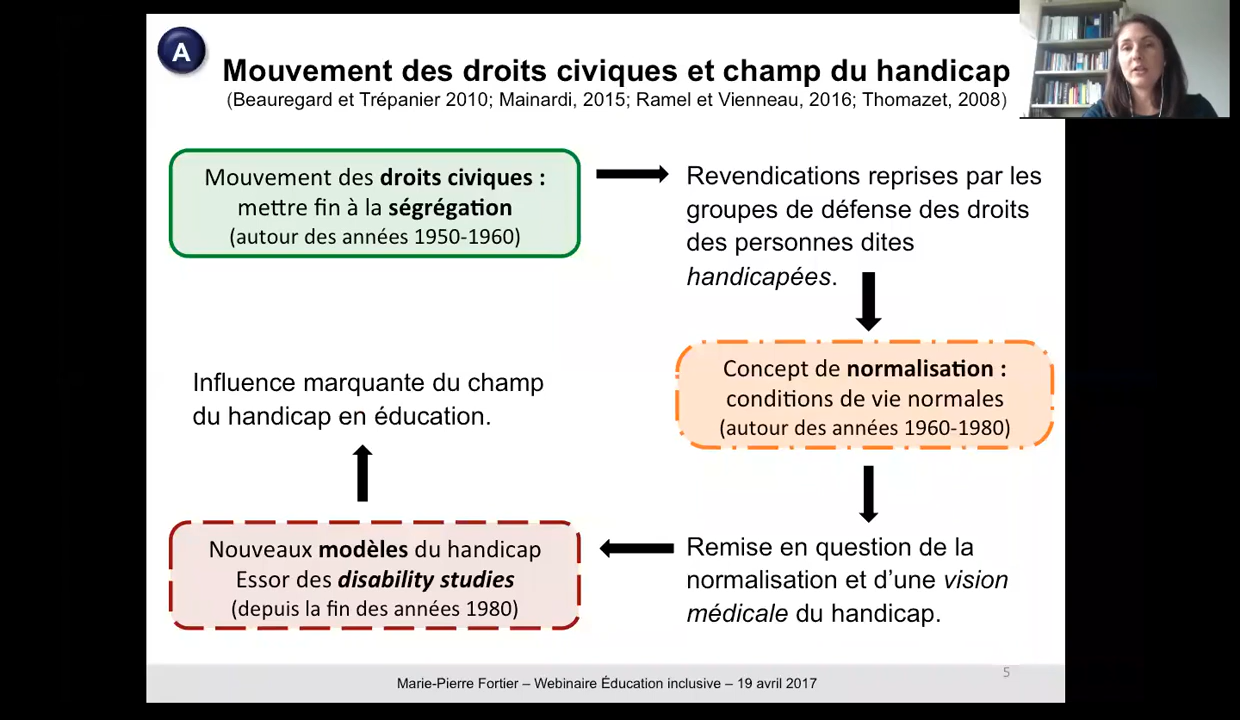 A
Mouvement des droits civiques et champ du handicap
(Beauregard et Trépanier 2010; Mainardi, 2015; Ramel et Vienneau, 2016; Thomazet, 2008)
Mouvement des droits civiques :
mettre fin à la ségrégation
(autour des années 1950-1960)
Revendications reprises par les
groupes de défense des droits
des personnes dites
handicapées.
Concept de normalisation :
conditions de vie normales
(autour des années 1960-1980)
Remise en question de la
normalisation et d’une vision
médicale du handicap.
Nouveaux modèles du handicap
Essor des disability studies
(depuis la fin des années 1980)
Influence marquante du champ
du handicap en éducation.
Marie-Pierre Fortier – Webinaire Éducation inclusive – 19 avril 2017
5